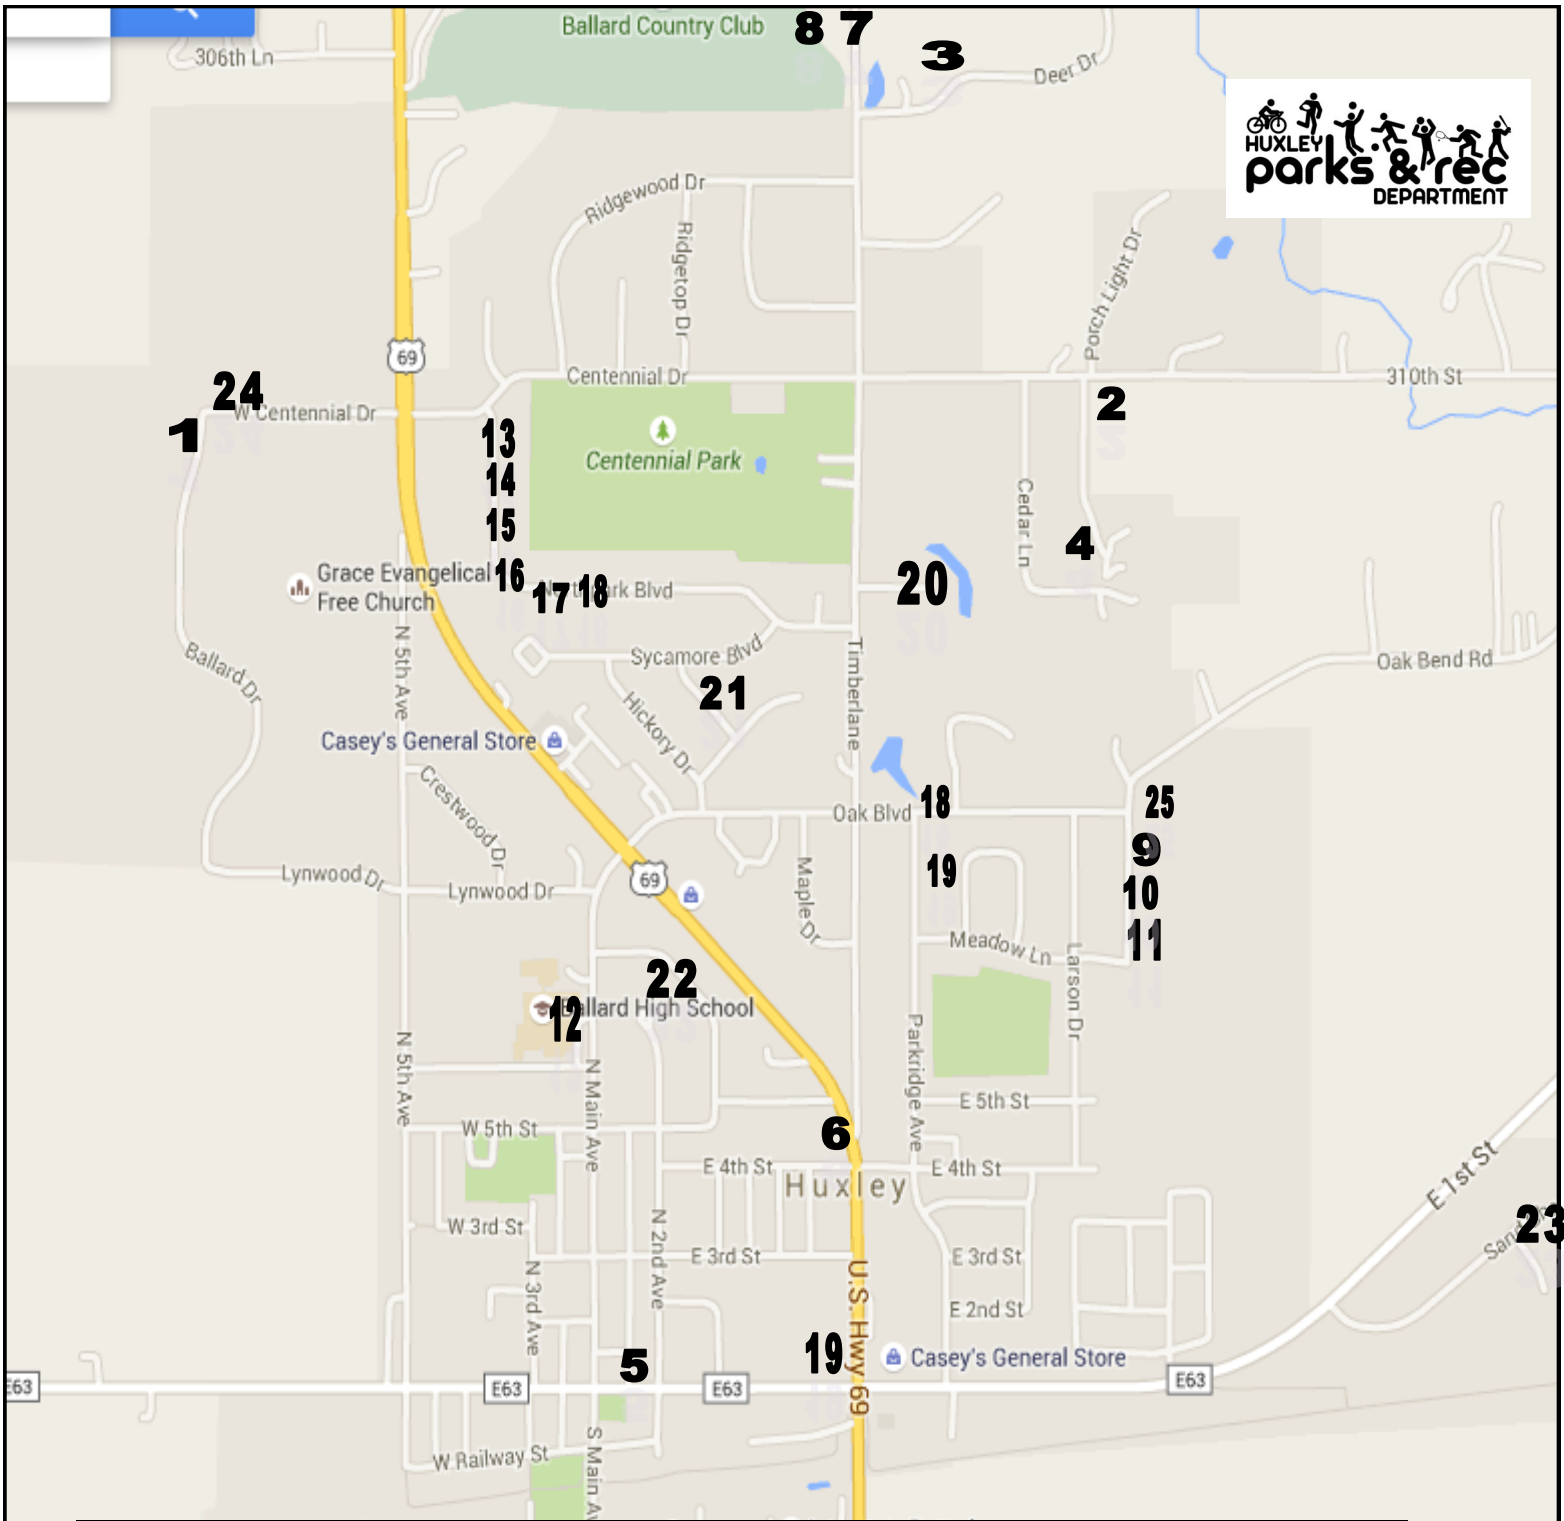 Ballard Country Club
8 7
3
306th Ln
Deer Dr
HUXLEY
parks & rec
DEPARTMENT
Ridgewood Dr
Ridgetop Dr
Porch Light Dr
69
Centennial Dr
310th St
24
W Centennial Dr
1
2
13
Centennial Park
14
Cedar Ln
15
4
Grace Evangelical
Free Church
16
17
18
20
N 5th Ave
Timberlane
Sycamore Blvd
Ballard Dr
Oak Bend Rd
21
Hickory Dr
Casey's General Store
Crestwood Dr
Oak Blvd
18
25
9
19
10
Maple Dr
Lynwood Dr
Lynwood Dr
69
11
Meadow Ln
Larson Dr
22
Ballard High School
12
N 5th Ave
N Main Ave
Parkridge Ave
E 5th St
W 5th St
6
E 4th St
E 4th St
Huxley
E 1st St
23
W 3rd St
N 2nd Ave
E 3rd St
E 3rd St
N 3rd Ave
U.S. Hwy 69
E 2nd St
5
19
Casey's General Store
E63
E63
E63
E63
W Railway St
S Main Av